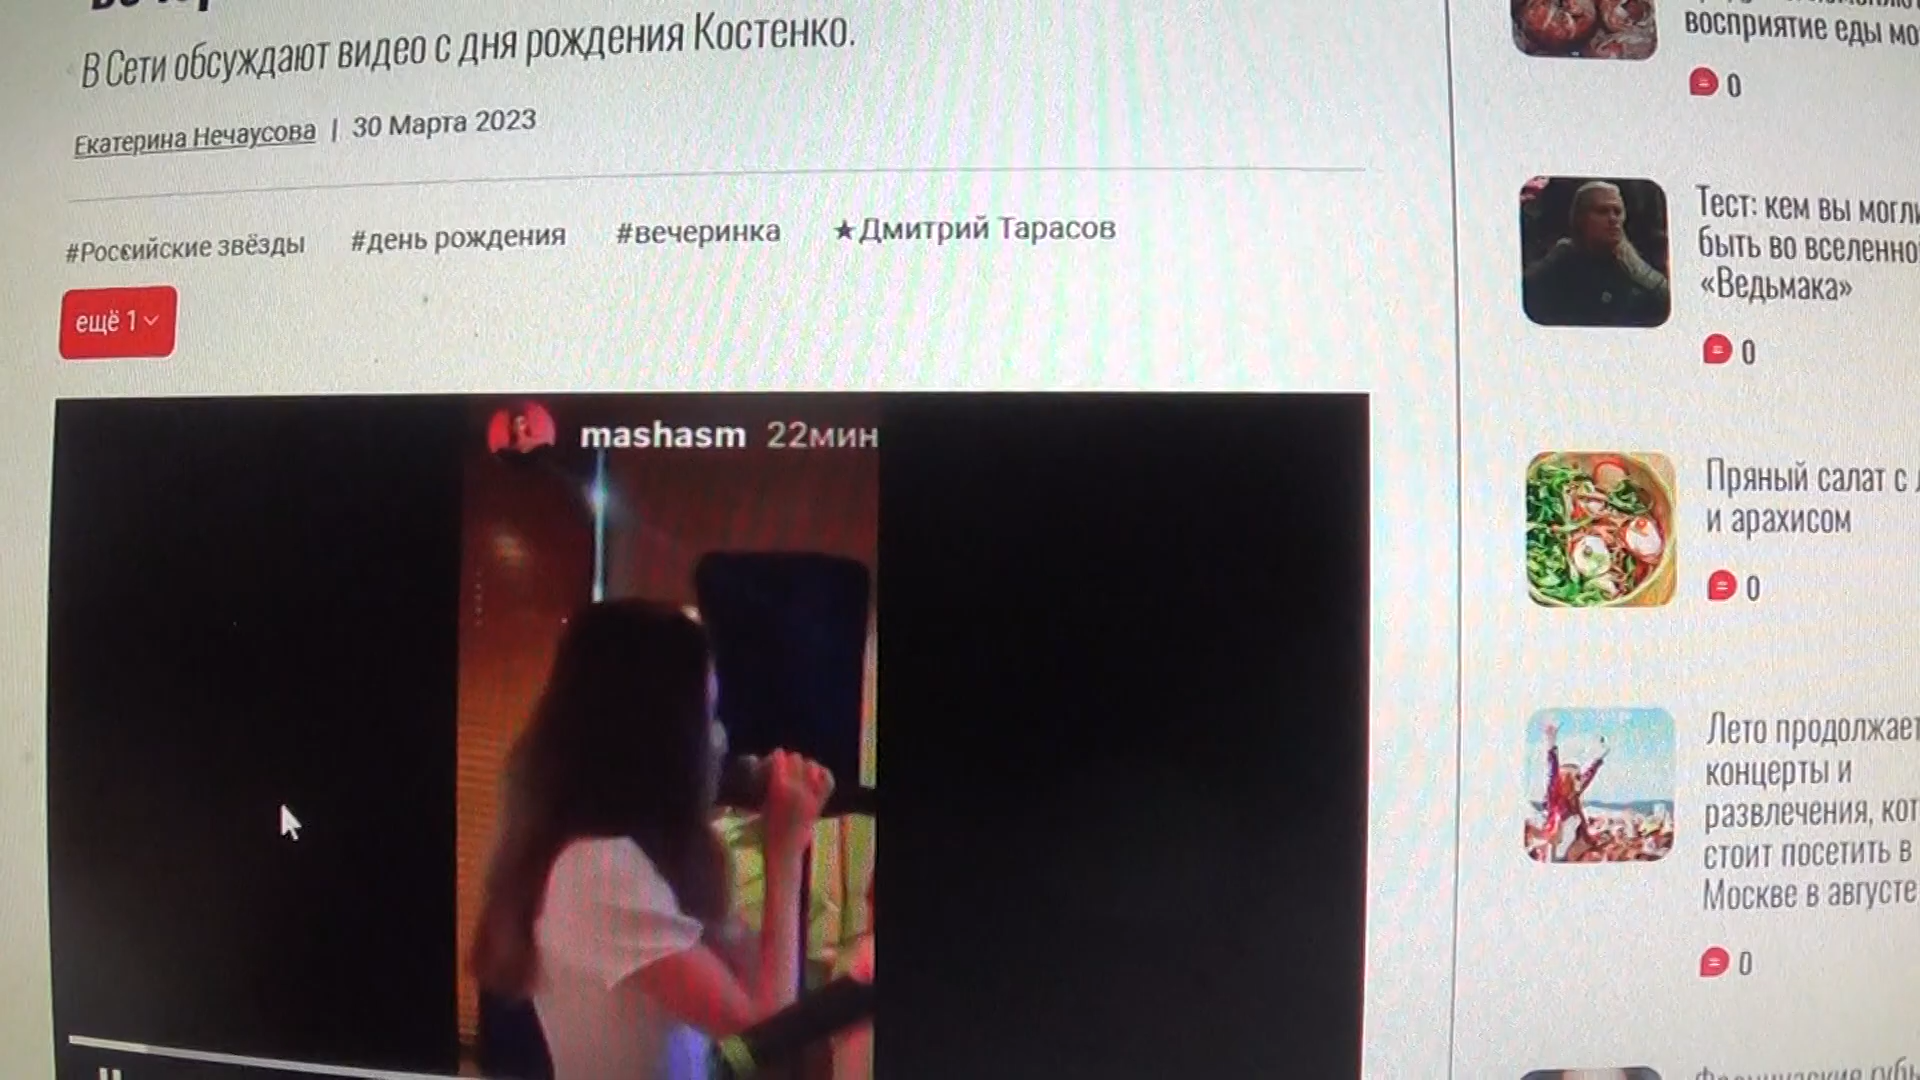 В Сети обсуждают видео с дня рождения Костенко.
Екатерина Нечаусова | 30 Марта 2023
#Российские звёзды #день рождения #вечеринка ★Дмитрий Тарасов
ещё 1
mashasm 22мин
восприятие еды
0
Тест: кем вы могли
быть во вселенной
«Ведьмака»
0
Пряный салат с
и арахисом
0
Лето продолжает
концерты и
развлечения,
стоит посетить в
Москве в августе
0